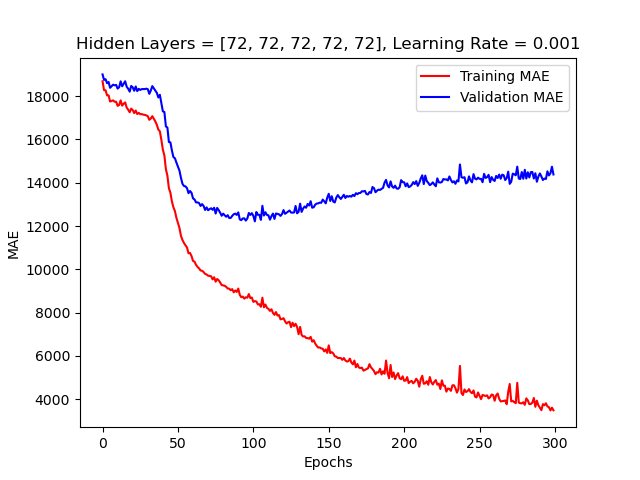 Hidden Layers = [72, 72, 72, 72, 72], Learning Rate = 0.001
Training MAE
Validation MAE
MAE
18000
16000
14000
12000
10000
8000
6000
4000
0 50 100 150 200 250 300
Epochs